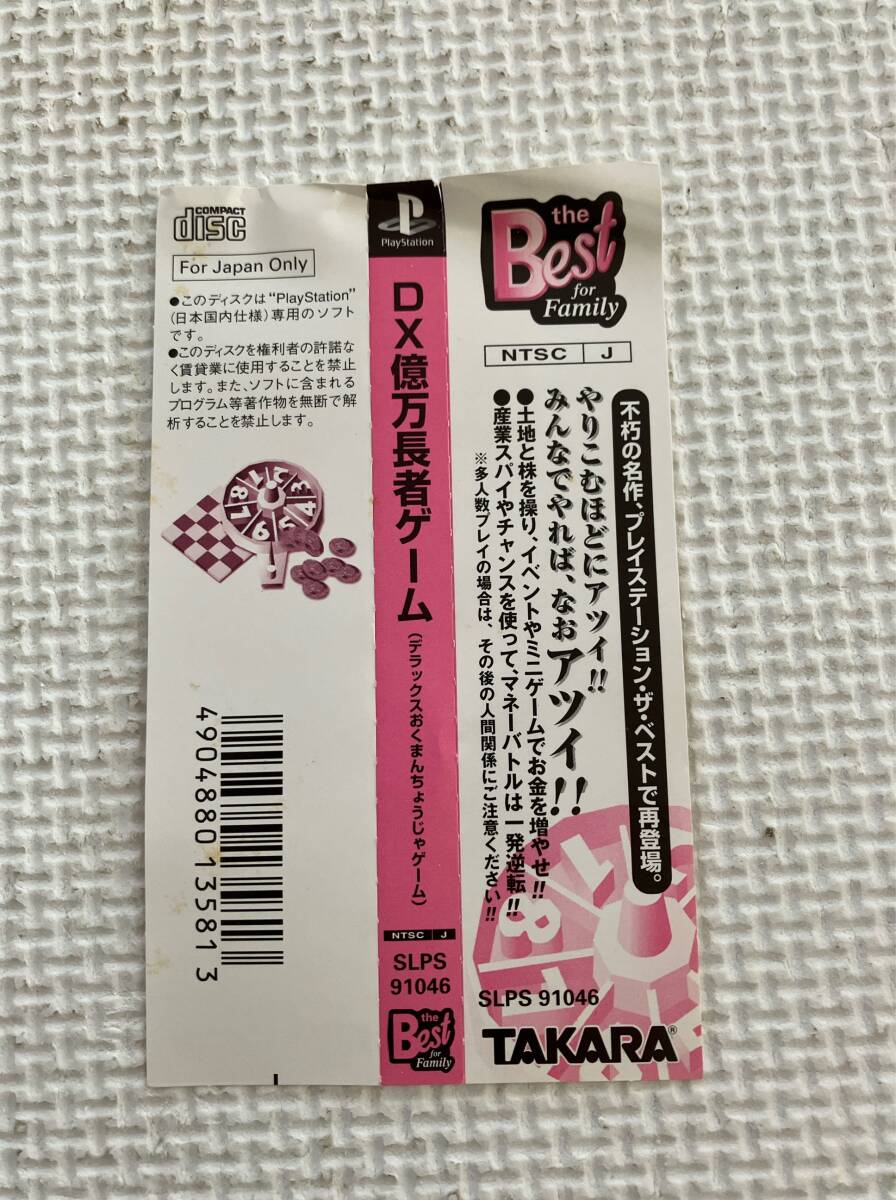 COMPACT
disc
For Japan Only
●このディスクは“PlayStation”
(日本国内仕様)専用のソフト
です。
●このディスクを権利者の許諾な
く賃貸業に使用することを禁止
します。また、ソフトに含まれる
プログラム等著作物を無断で解
析することを禁止します。
1 2 3 4 5 6 7 8
4904880135813
PlayStation
DX億万長者ゲーム
(デラックスおくまんちょうじゃゲーム)
NTSC J
SLPS
91046
the
Best
for
Family
the
Best
for
Family
NTSC J
不朽の名作、プレイステーション・ザ・ベストで再登場。
やりこむほどにアツイ!!
みんなでやれば、なおアツイ!!
●土地と株を操り、イベントやミニゲームでお金を増やせ!!
●産業スパイやチャンスを使って、マネーバトルは一発逆転!!
※多人数プレイの場合は、その後の人間関係にご注意ください!!
1
8
SLPS 91046
TAKARA®